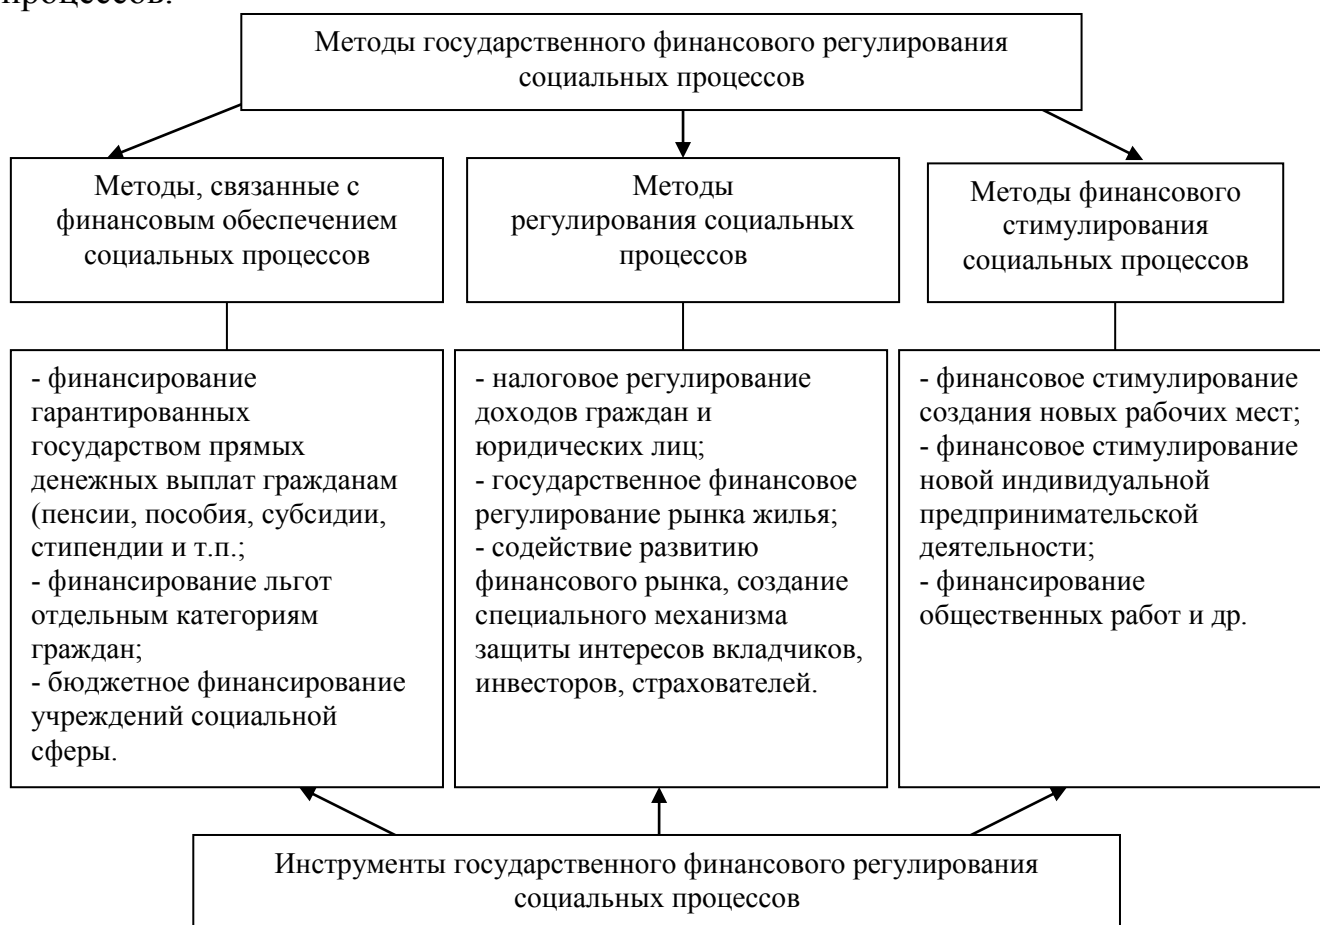 процессов.
Методы государственного финансового регулирования
социальных процессов
Методы, связанные с
финансовым обеспечением
социальных процессов
Методы
регулирования социальных
процессов
Методы финансового
стимулирования
социальных процессов
- финансирование
гарантированных
государством прямых
денежных выплат гражданам
(пенсии, пособия, субсидии,
стипендии и т.п.;
- финансирование льгот
отдельным категориям
граждан;
- бюджетное финансирование
учреждений социальной
сферы.
- налоговое регулирование
доходов граждан и
юридических лиц;
- государственное финансовое
регулирование рынка жилья;
- содействие развитию
финансового рынка, создание
специального механизма
защиты интересов вкладчиков,
инвесторов, страхователей.
- финансовое стимулирование
создания новых рабочих мест;
- финансовое стимулирование
новой индивидуальной
предпринимательской
деятельности;
- финансирование
общественных работ и др.
Инструменты государственного финансового регулирования
социальных процессов